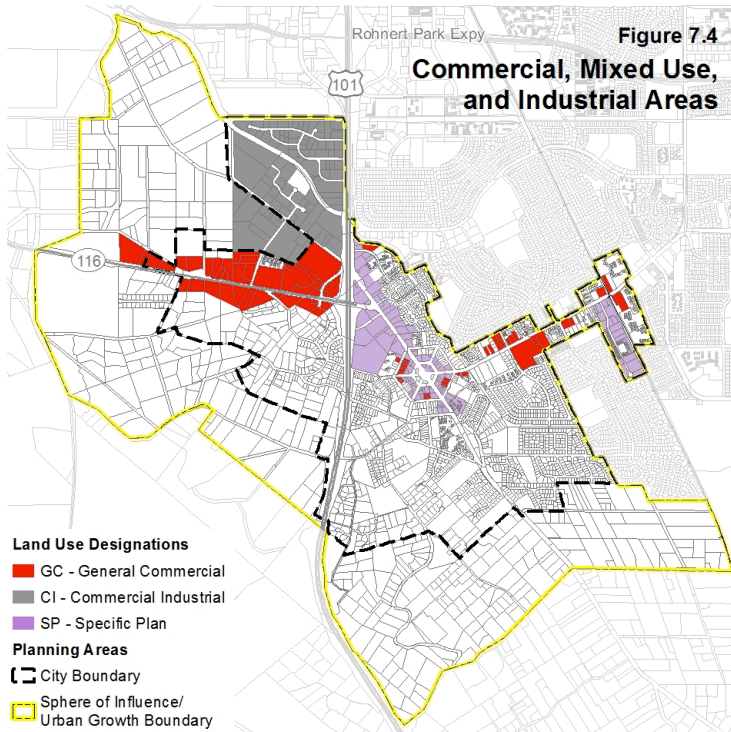 Rohnert Park Expy
Figure 7.4
Commercial, Mixed Use,
and Industrial Areas
101
116
Land Use Designations
GC - General Commercial
CI - Commercial Industrial
SP - Specific Plan
Planning Areas
City Boundary
Sphere of Influence/
Urban Growth Boundary